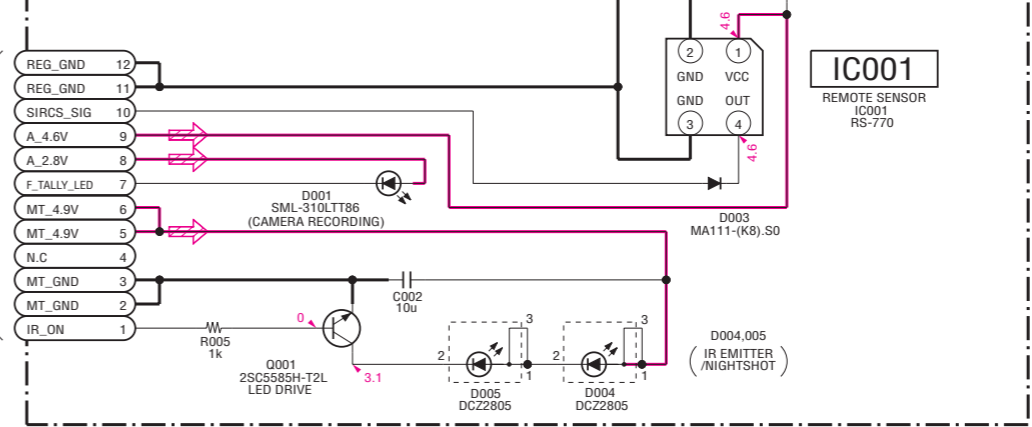 4.6
2
1
GND
VCC
GND
OUT
3
4
4.6
IC001
REMOTE SENSOR
IC001
RS-770
REG_GND 12
REG_GND 11
SIRCS_SIG 10
A_4.6V 9
A_2.8V 8
F_TALLY_LED 7
MT_4.9V 6
MT_4.9V 5
N.C 4
MT_GND 3
MT_GND 2
IR_ON 1
D001
SML-310LTT86
(CAMERA RECORDING)
D003
MA111-(K8).S0
C002
10u
R005
1k
0
Q001
2SC5585H-T2L
LED DRIVE
3.1
2
3
1
D005
DCZ2805
2
3
1
D004
DCZ2805
D004,005
( IR EMITTER
/NIGHTSHOT )